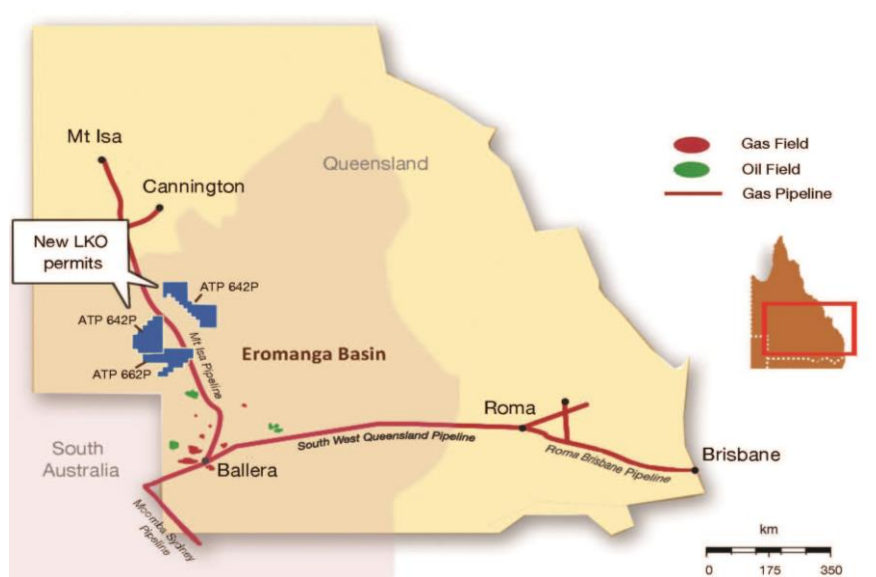 Mt Isa
Cannington
Queensland
New LKO
permits
ATP 642P
ATP 642P
ATP 662P
Mt Isa Pipeline
Eromanga Basin
South
Australia
Ballera
South West Queensland Pipeline
Roma
Roma Brisbane Pipeline
Brisbane
Moomba Sydney
Pipeline
Gas Field
Oil Field
Gas Pipeline
km
0 175 350